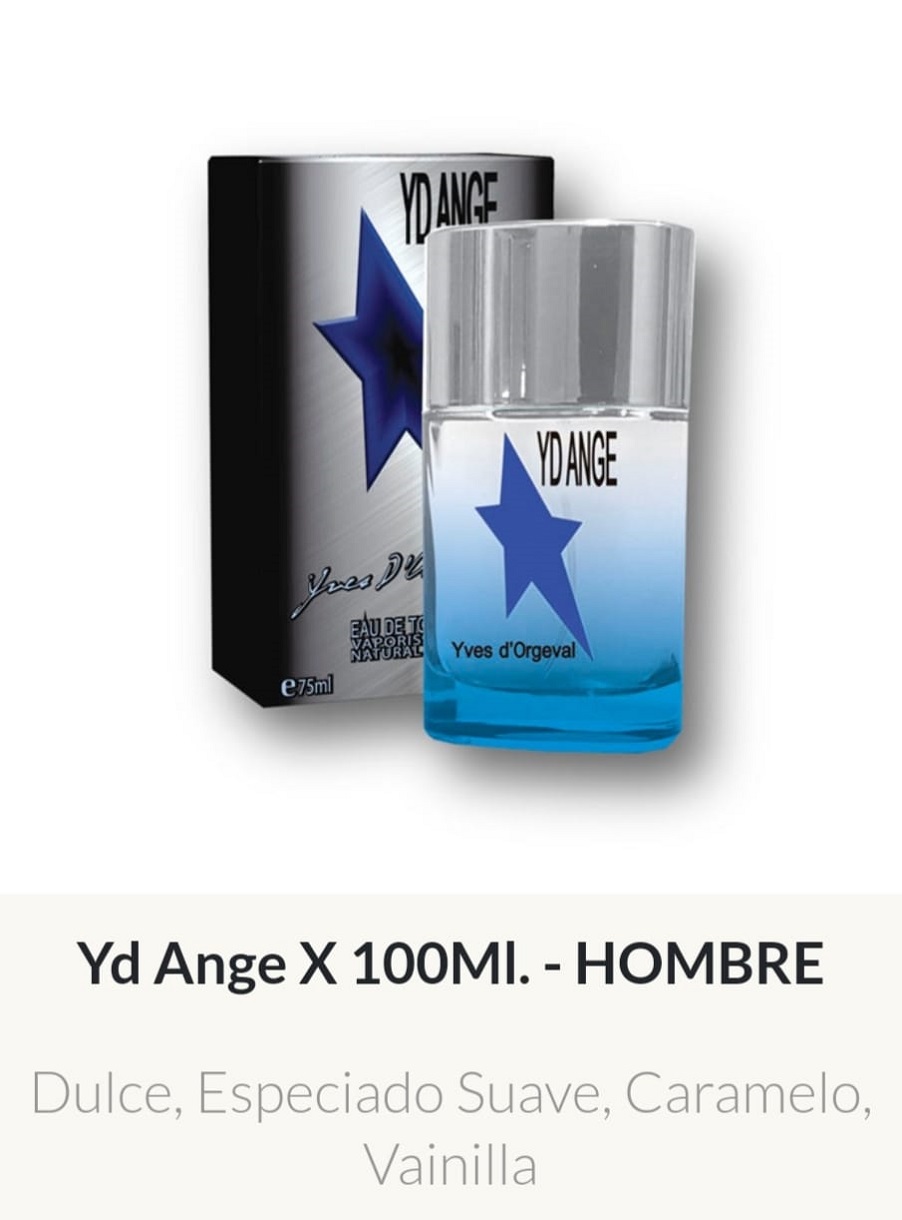 YD ANGE
Yves D'
EAU DE TO
VAPORIS
NATURAL
e75ml
YD ANGE
Yves d'Orgeval
Yd Ange X 100Ml. - HOMBRE
Dulce, Especiado Suave, Caramelo,
Vainilla